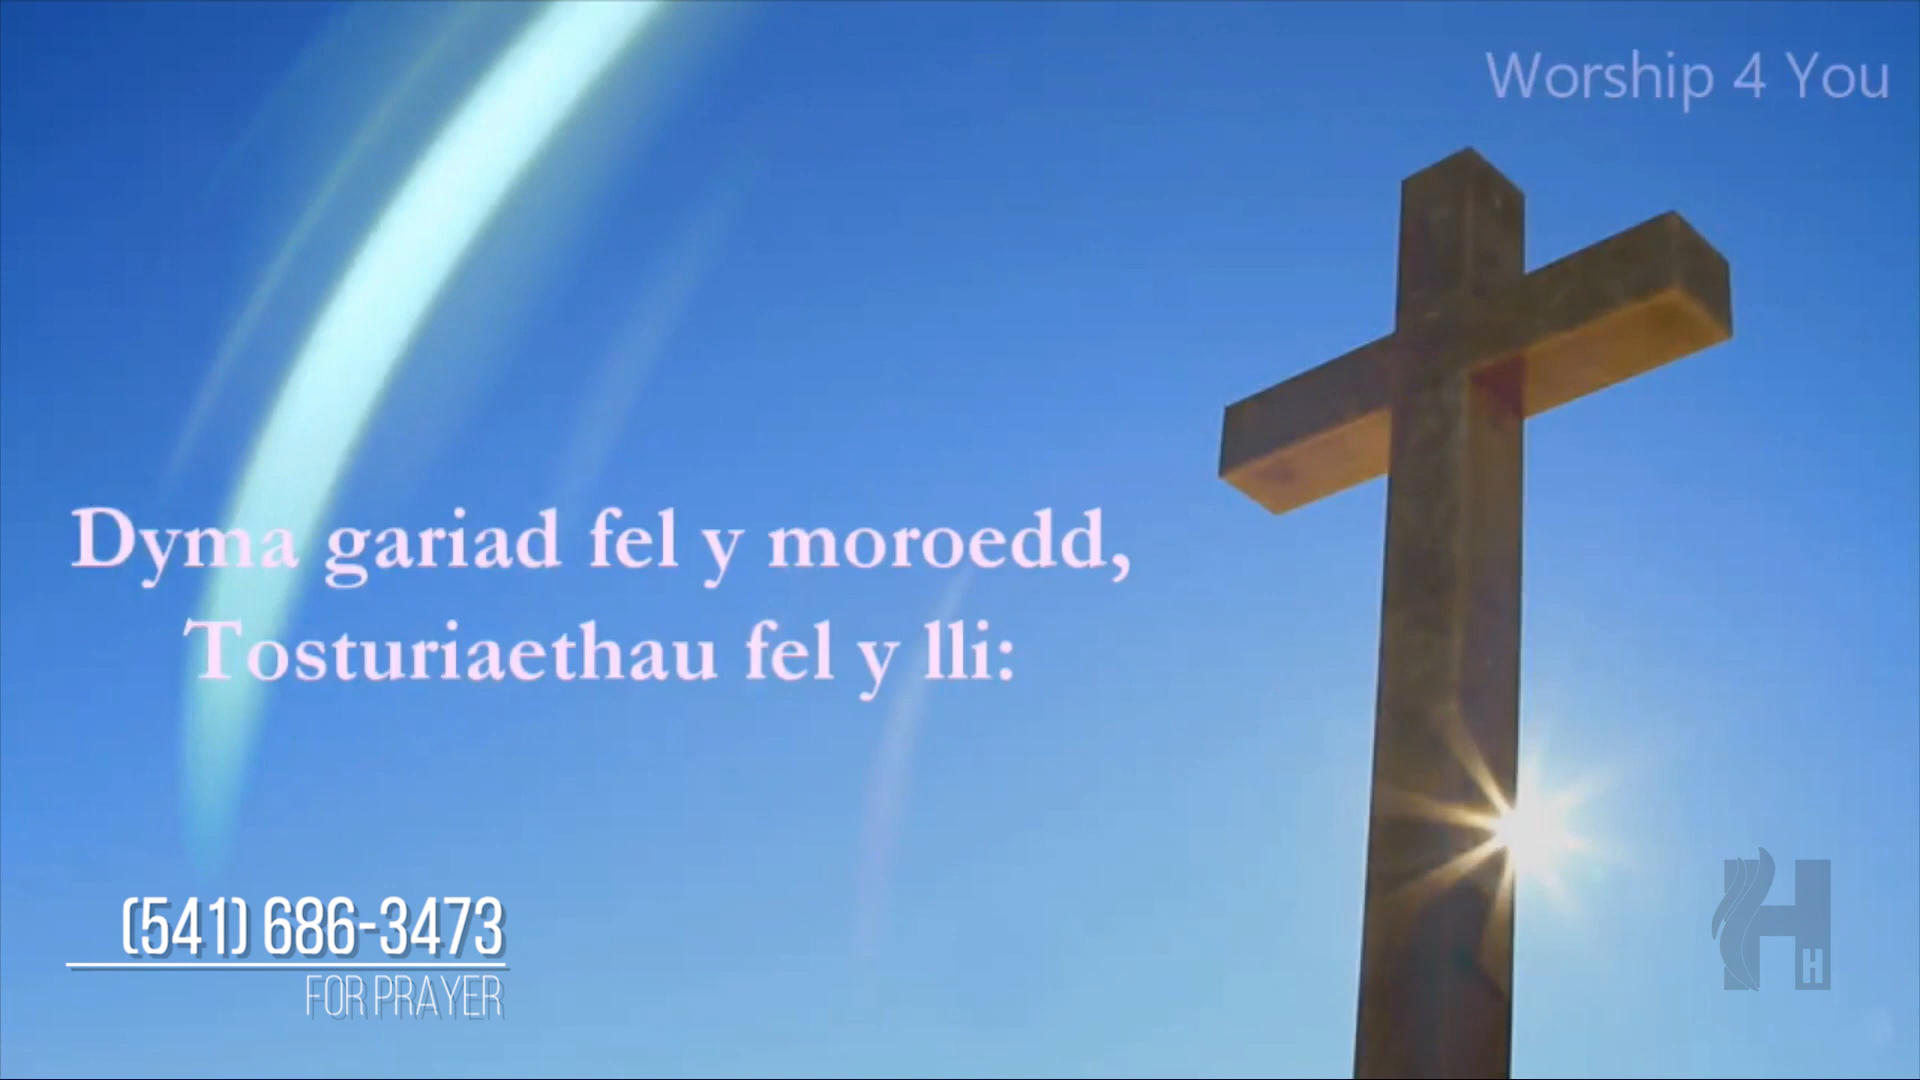 Worship 4 You
Dyma gariad fel y moroedd,
Tosturiaethau fel y lli:
(541) 686-3473
FOR PRAYER
H
H